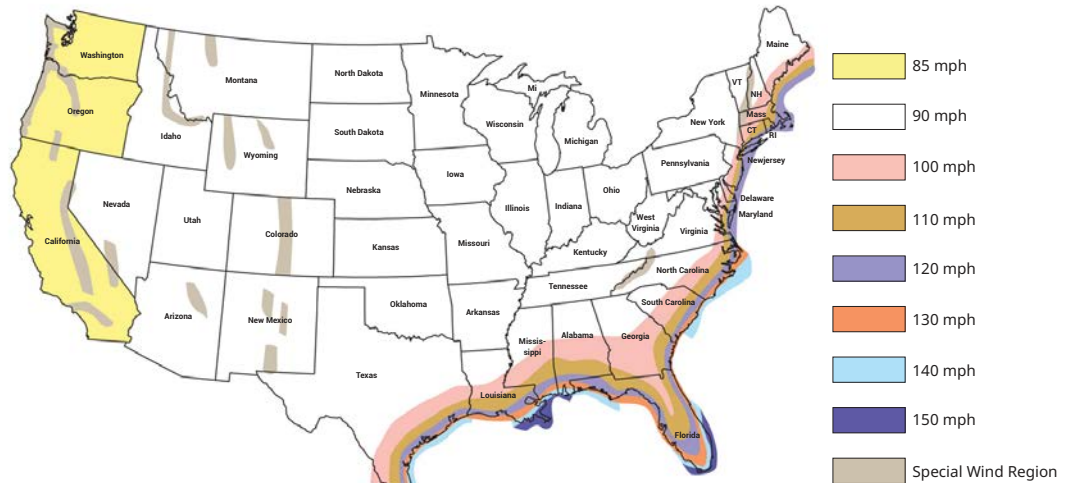 Washington
Oregon
California
Nevada
Idaho
Montana
Wyoming
Utah
Colorado
Arizona
New Mexico
North Dakota
South Dakota
Nebraska
Kansas
Oklahoma
Texas
Minnesota
Iowa
Missouri
Arkansas
Louisiana
Wisconsin
Illinois
Mi
Michigan
Indiana
Ohio
Kentucky
Tennessee
Missis-
sippi
Alabama
Georgia
Florida
South Carolina
North Carolina
Virginia
West
Virginia
Pennsylvania
New York
VT
NH
Maine
Mass
CT
RI
Newjersey
Delaware
Maryland
85 mph
90 mph
100 mph
110 mph
120 mph
130 mph
140 mph
150 mph
Special Wind Region